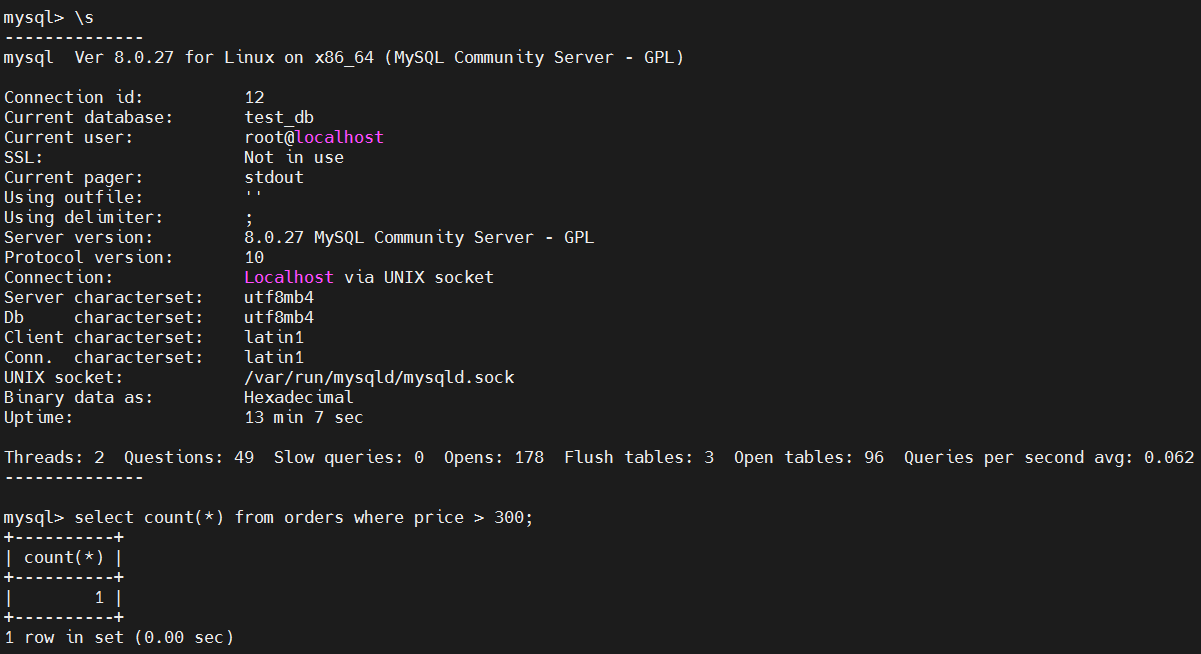 mysql> \s
--------------
mysql  Ver 8.0.27 for Linux on x86_64 (MySQL Community Server - GPL)
Connection id:          12
Current database:       test_db
Current user:           root@localhost
SSL:                    Not in use
Current pager:          stdout
Using outfile:          ''
Using delimiter:        ;
Server version:         8.0.27 MySQL Community Server - GPL
Protocol version:       10
Connection:             Localhost via UNIX socket
Server characterset:    utf8mb4
Db     characterset:    utf8mb4
Client characterset:    latin1
Conn.  characterset:    latin1
UNIX socket:            /var/run/mysqld/mysqld.sock
Binary data as:         Hexadecimal
Uptime:                 13 min 7 sec
Threads: 2  Questions: 49  Slow queries: 0  Opens: 178  Flush tables: 3  Open tables: 96  Queries per second avg: 0.062
--------------
mysql> select count(*) from orders where price > 300;
+----------+
| count(*) |
+----------+
|        1 |
+----------+
1 row in set (0.00 sec)